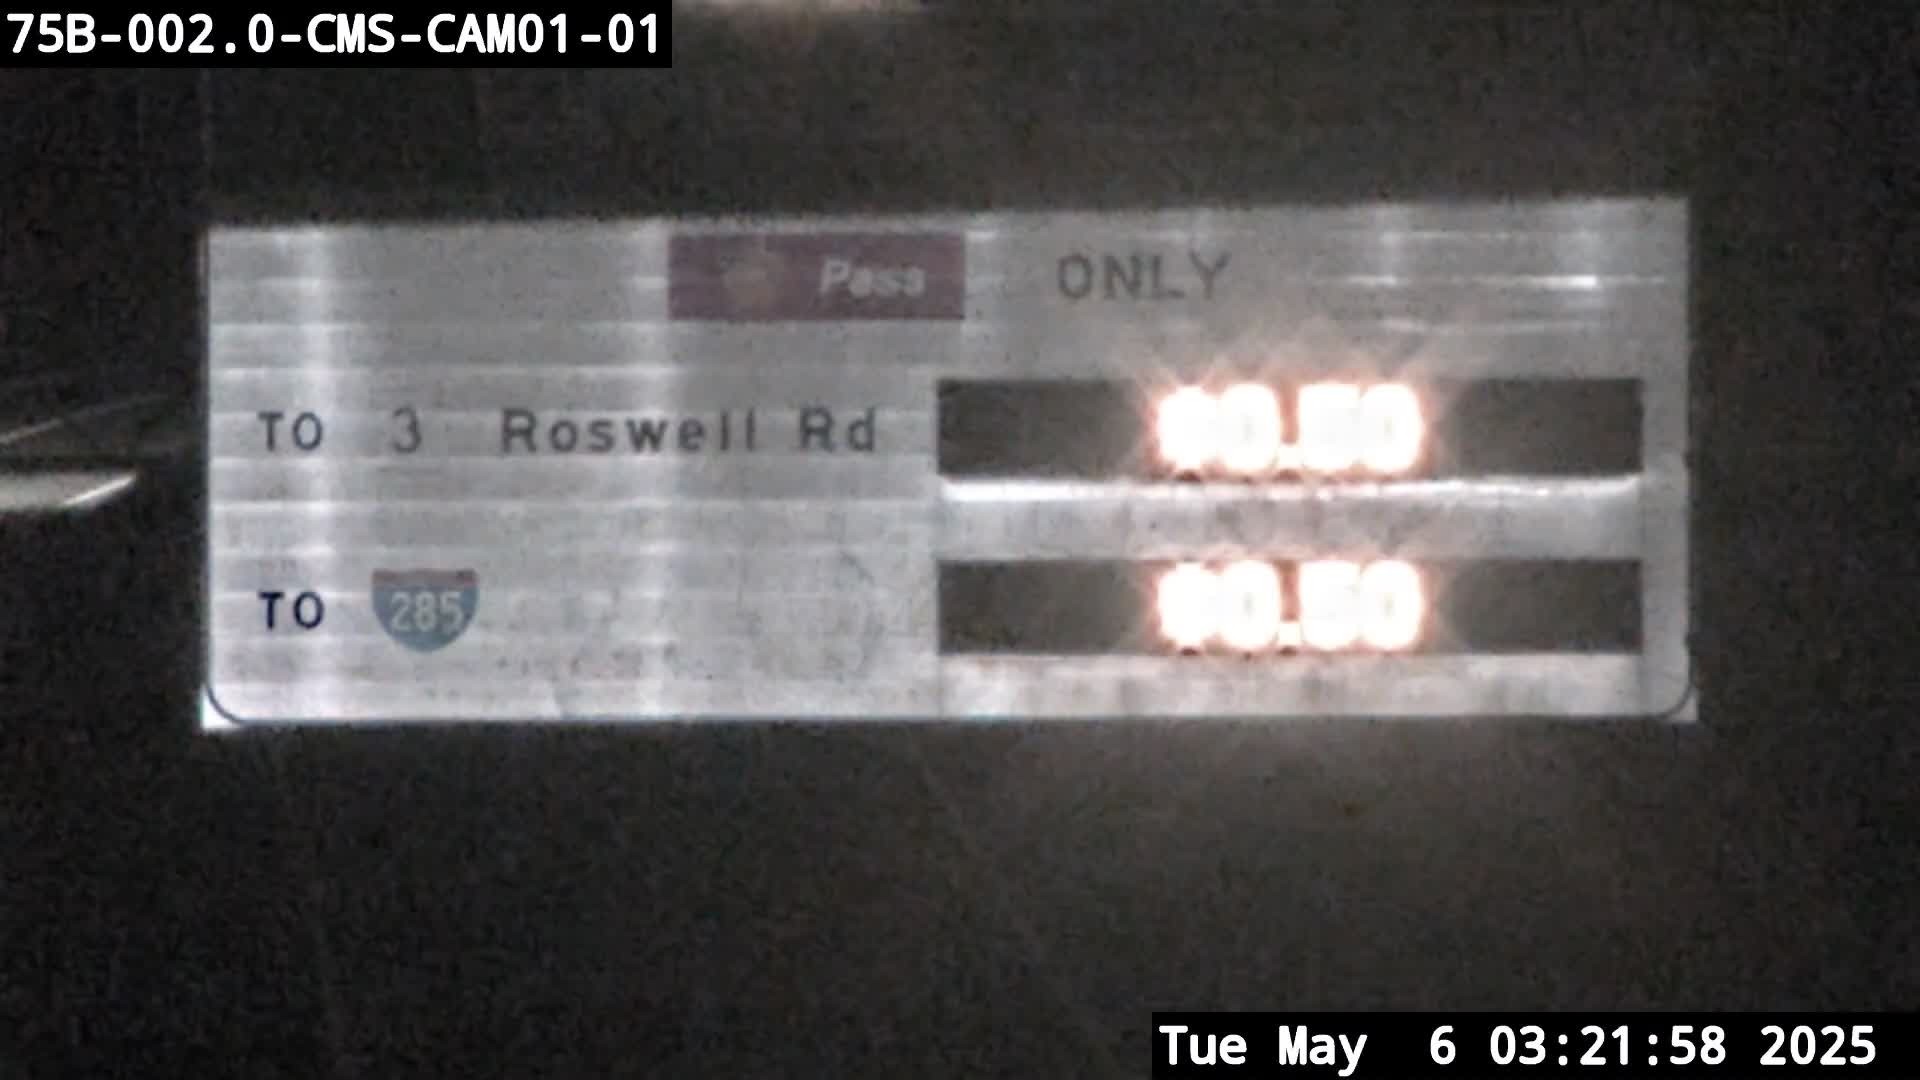 75B-002.0-CMS-CAM01-01
Pass ONLY
TO 3 Roswell Rd $0.50
TO 285 $0.50
Tue May 6 03:21:58 2025